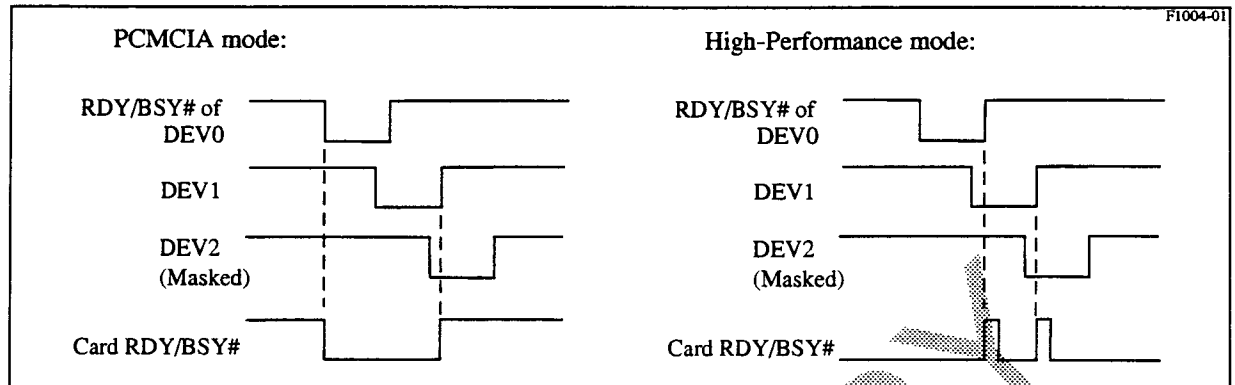 F1004-01
PCMCIA mode:
RDY/BSY# of
DEV0
DEV1
DEV2
(Masked)
Card RDY/BSY#
High-Performance mode:
RDY/BSY# of
DEV0
DEV1
DEV2
(Masked)
Card RDY/BSY#